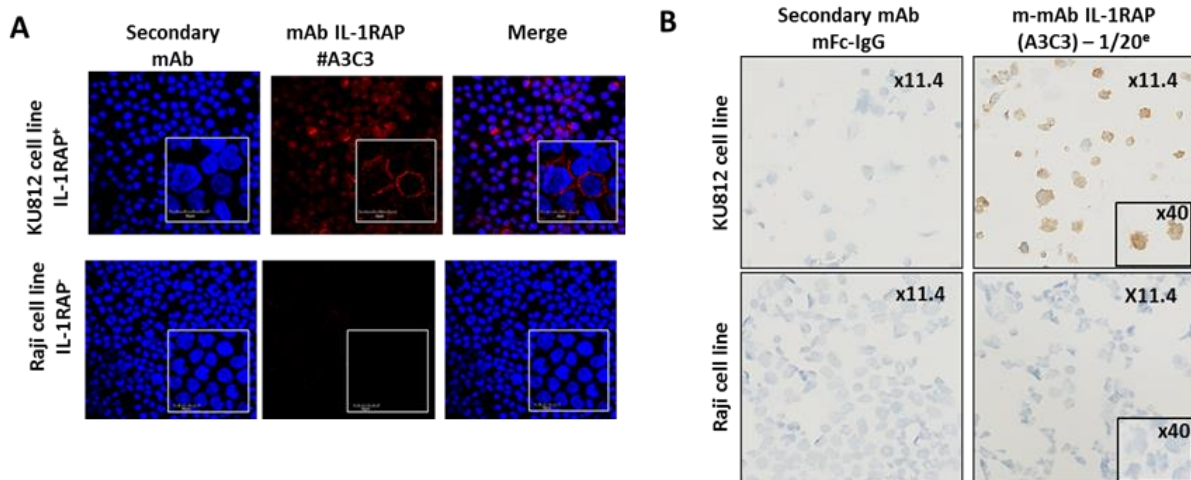 A
Secondary
mAb
mAb IL-1RAP
#A3C3
Merge
KU812 cell line
IL-1RAP⁺
Raji cell line
IL-1RAP⁻
B
Secondary mAb
mFc-IgG
m-mAb IL-1RAP
(A3C3) – 1/20ᵉ
KU812 cell line
x11.4
x11.4
x40
Raji cell line
x11.4
X11.4
x40